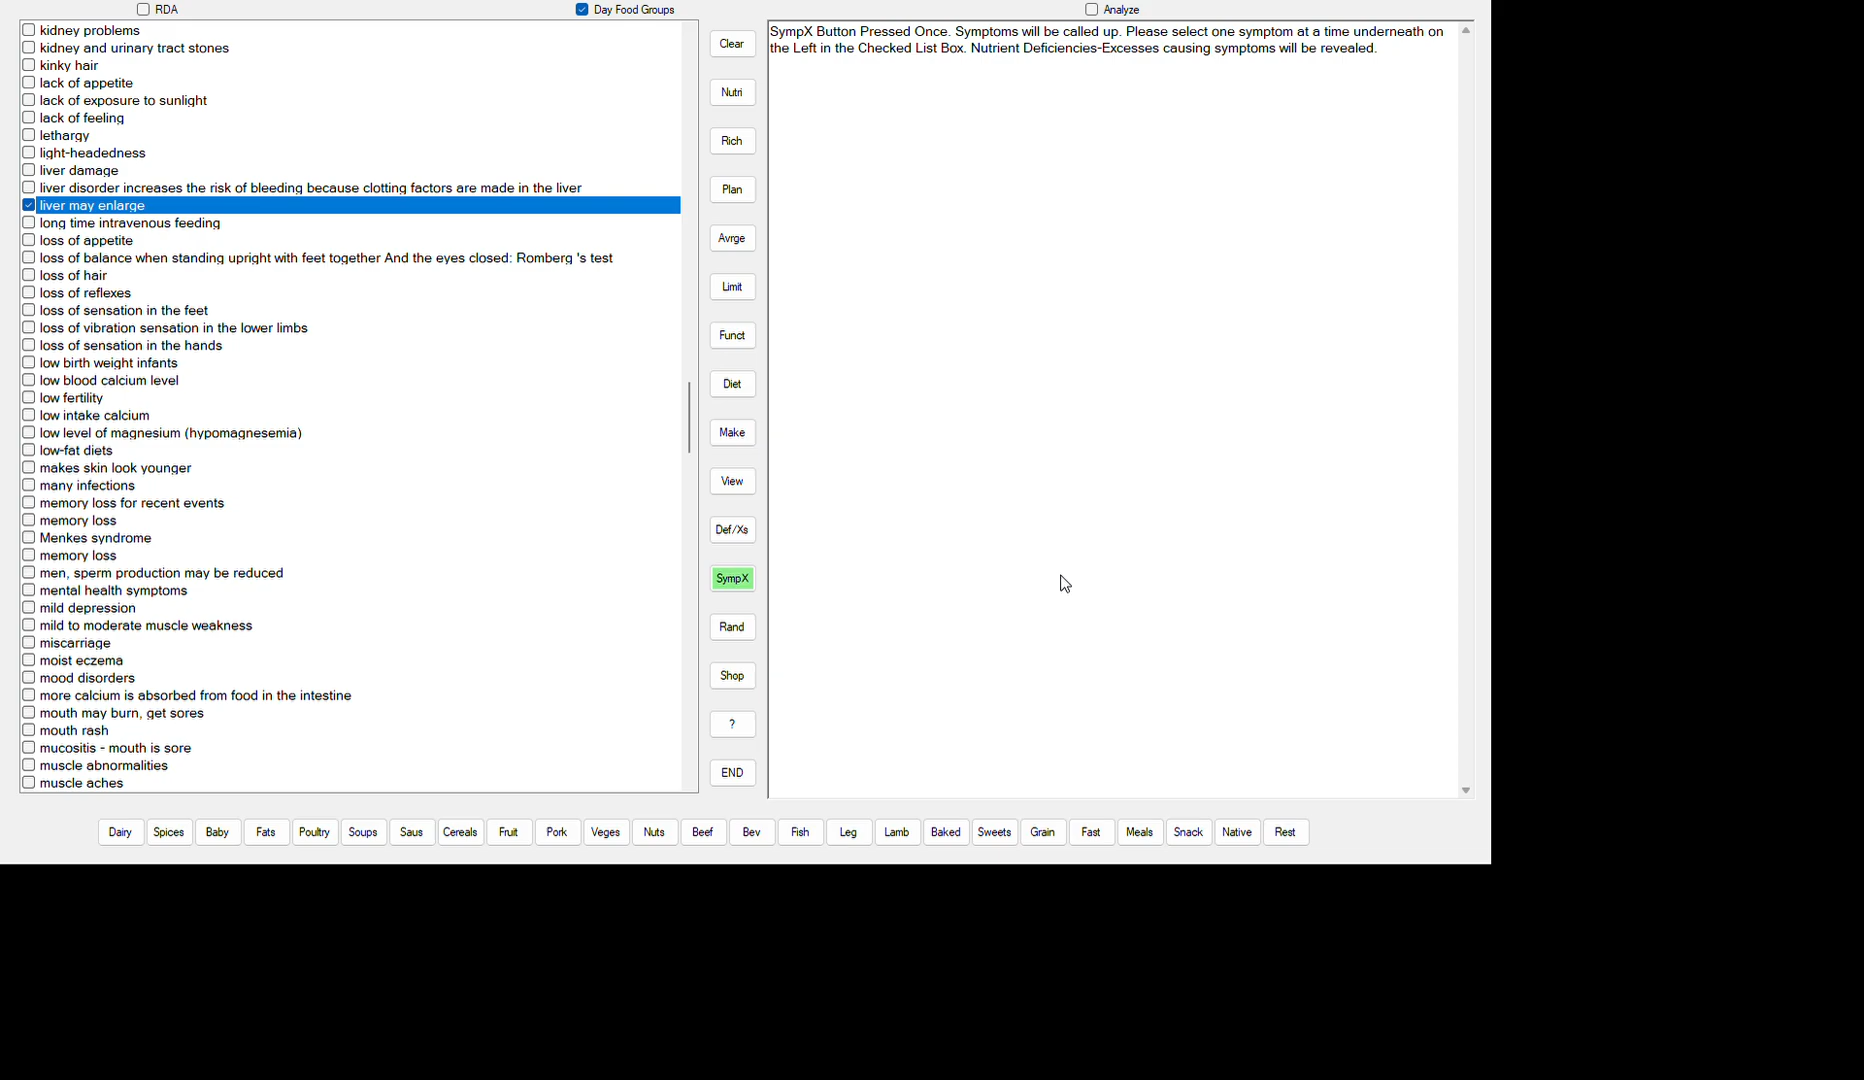 RDA
Day Food Groups
Analyze
kidney problems
kidney and urinary tract stones
kinky hair
lack of appetite
lack of exposure to sunlight
lack of feeling
lethargy
light-headedness
liver damage
liver disorder increases the risk of bleeding because clotting factors are made in the liver
liver may enlarge
long time intravenous feeding
loss of appetite
loss of balance when standing upright with feet together And the eyes closed: Romberg 's test
loss of hair
loss of reflexes
loss of sensation in the feet
loss of vibration sensation in the lower limbs
loss of sensation in the hands
low birth weight infants
low blood calcium level
low fertility
low intake calcium
low level of magnesium (hypomagnesemia)
low-fat diets
makes skin look younger
many infections
memory loss for recent events
memory loss
Menkes syndrome
memory loss
men, sperm production may be reduced
mental health symptoms
mild depression
mild to moderate muscle weakness
miscarriage
moist eczema
mood disorders
more calcium is absorbed from food in the intestine
mouth may burn, get sores
mouth rash
mucositis - mouth is sore
muscle abnormalities
muscle aches
Clear
Nutri
Rich
Plan
Avrge
Limit
Funct
Diet
Make
View
Def/Xs
SympX
Rand
Shop
?
END
SympX Button Pressed Once. Symptoms will be called up. Please select one symptom at a time underneath on
the Left in the Checked List Box. Nutrient Deficiencies-Excesses causing symptoms will be revealed.
Dairy
Spices
Baby
Fats
Poultry
Soups
Saus
Cereals
Fruit
Pork
Veges
Nuts
Beef
Bev
Fish
Leg
Lamb
Baked
Sweets
Grain
Fast
Meals
Snack
Native
Rest